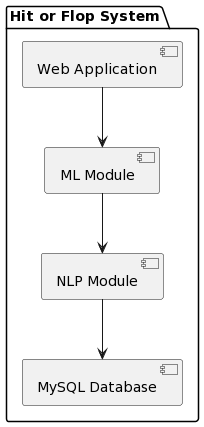 Hit or Flop System
Web Application
ML Module
NLP Module
MySQL Database